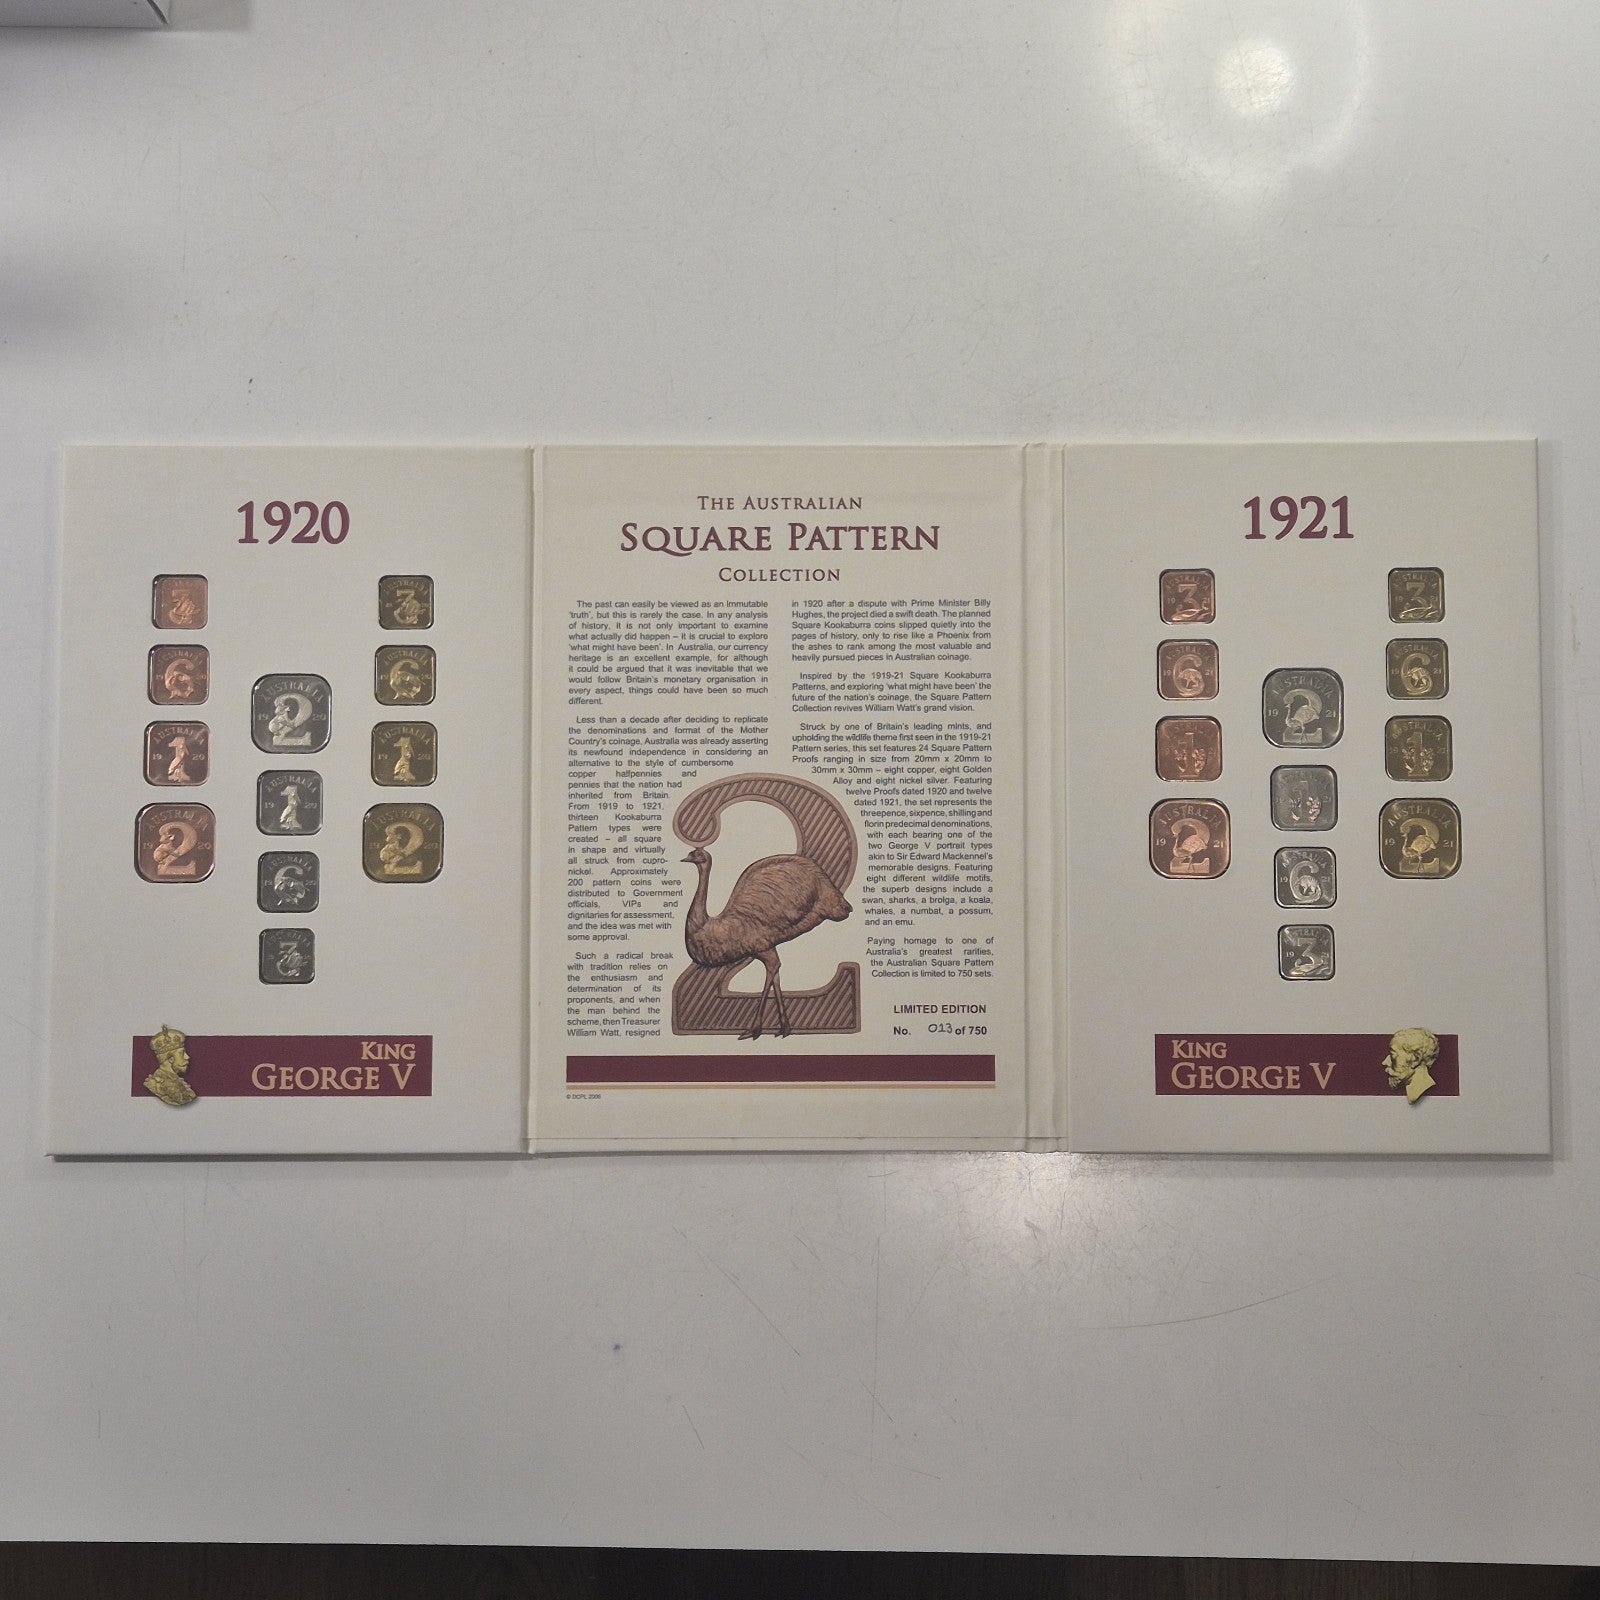 1920
KING
GEORGE V
THE AUSTRALIAN
SQUARE PATTERN
COLLECTION
The past can easily be viewed as an immutable
'truth', but this is rarely the case. In any analysis
of history, it is not only important to examine
what actually did happen – it is crucial to explore
'what might have been'. In Australia, our currency
heritage is an excellent example, for although
it could be argued that it was inevitable that we
would follow Britain's monetary organisation in
every aspect, things could have been so much
different.
Less than a decade after deciding to replicate
the denominations and format of the Mother
Country's coinage, Australia was already asserting
its newfound independence in considering an
alternative to the style of cumbersome
copper halfpennies and
pennies that the nation had
inherited from Britain.
From 1919 to 1921,
thirteen Kookaburra
Pattern types were
created – all square
in shape and virtually
all struck from cupro-
nickel. Approximately
200 pattern coins were
distributed to Government
officials, VIPs and
dignitaries for assessment,
and the idea was met with
some approval.
Such a radical break
with tradition relies on
the enthusiasm and
determination of its
proponents, and when
the man behind the
scheme, then Treasurer
William Watt, resigned
in 1920 after a dispute with Prime Minister Billy
Hughes, the project died a swift death. The planned
Square Kookaburra coins slipped quietly into the
pages of history, only to rise like a Phoenix from
the ashes to rank among the most valuable and
heavily pursued pieces in Australian coinage.
Inspired by the 1919-21 Square Kookaburra
Patterns, and exploring 'what might have been' the
future of the nation's coinage, the Square Pattern
Collection revives William Watt's grand vision.
Struck by one of Britain's leading mints, and
upholding the wildlife theme first seen in the 1919-21
Pattern series, this set features 24 Square Pattern
Proofs ranging in size from 20mm x 20mm to
30mm x 30mm – eight copper, eight Golden
Alloy and eight nickel silver. Featuring
twelve Proofs dated 1920 and twelve
dated 1921, the set represents the
threepence, sixpence, shilling and
florin predecimal denominations,
with each bearing one of the
two George V portrait types
akin to Sir Edward Mackennel's
memorable designs. Featuring
eight different wildlife motifs,
the superb designs include a
swan, sharks, a brolga, a koala,
whales, a numbat, a possum,
and an emu.
Paying homage to one of
Australia's greatest rarities,
the Australian Square Pattern
Collection is limited to 750 sets.
LIMITED EDITION
No. 013 of 750
© DCPL 2006
1921
KING
GEORGE V
AUSTRALIA
19 2 20
AUSTRALIA
19 1 20
AUSTRALIA
19 2 21